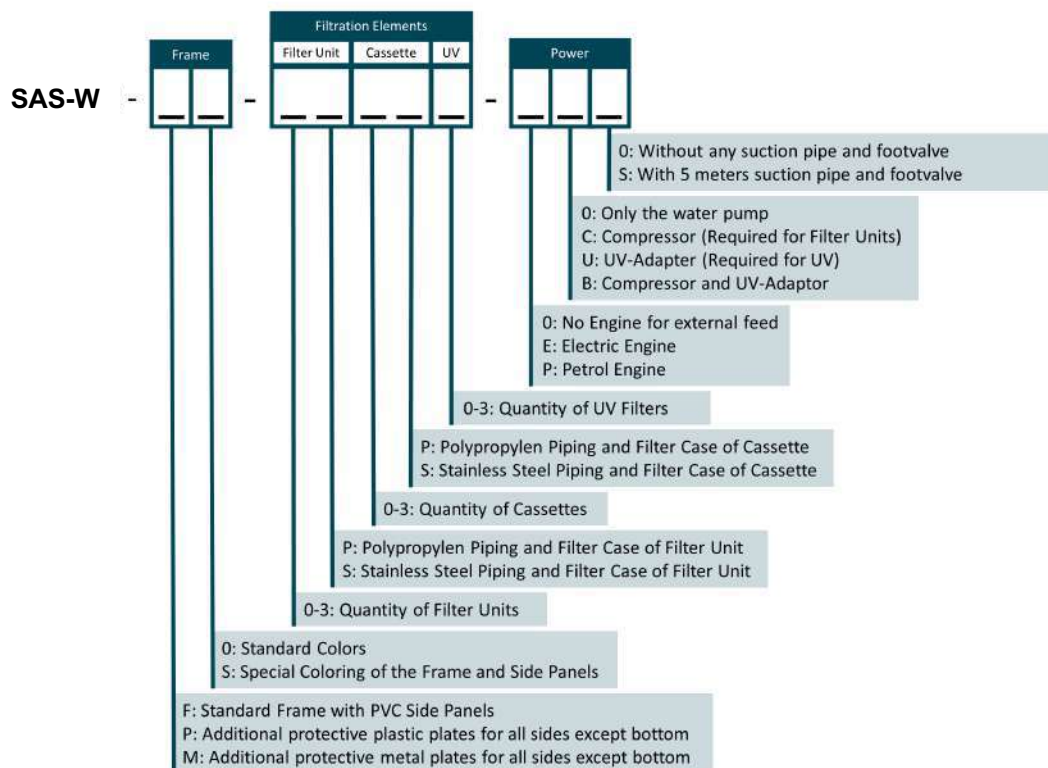 Filtration Elements
Frame
Filter Unit Cassette UV
Power
SAS-W - _ _ - _ _ _ _ _ - _ _ _
0: Without any suction pipe and footvalve
S: With 5 meters suction pipe and footvalve
0: Only the water pump
C: Compressor (Required for Filter Units)
U: UV-Adapter (Required for UV)
B: Compressor and UV-Adaptor
0: No Engine for external feed
E: Electric Engine
P: Petrol Engine
0-3: Quantity of UV Filters
P: Polypropylen Piping and Filter Case of Cassette
S: Stainless Steel Piping and Filter Case of Cassette
0-3: Quantity of Cassettes
P: Polypropylen Piping and Filter Case of Filter Unit
S: Stainless Steel Piping and Filter Case of Filter Unit
0-3: Quantity of Filter Units
0: Standard Colors
S: Special Coloring of the Frame and Side Panels
F: Standard Frame with PVC Side Panels
P: Additional protective plastic plates for all sides except bottom
M: Additional protective metal plates for all sides except bottom